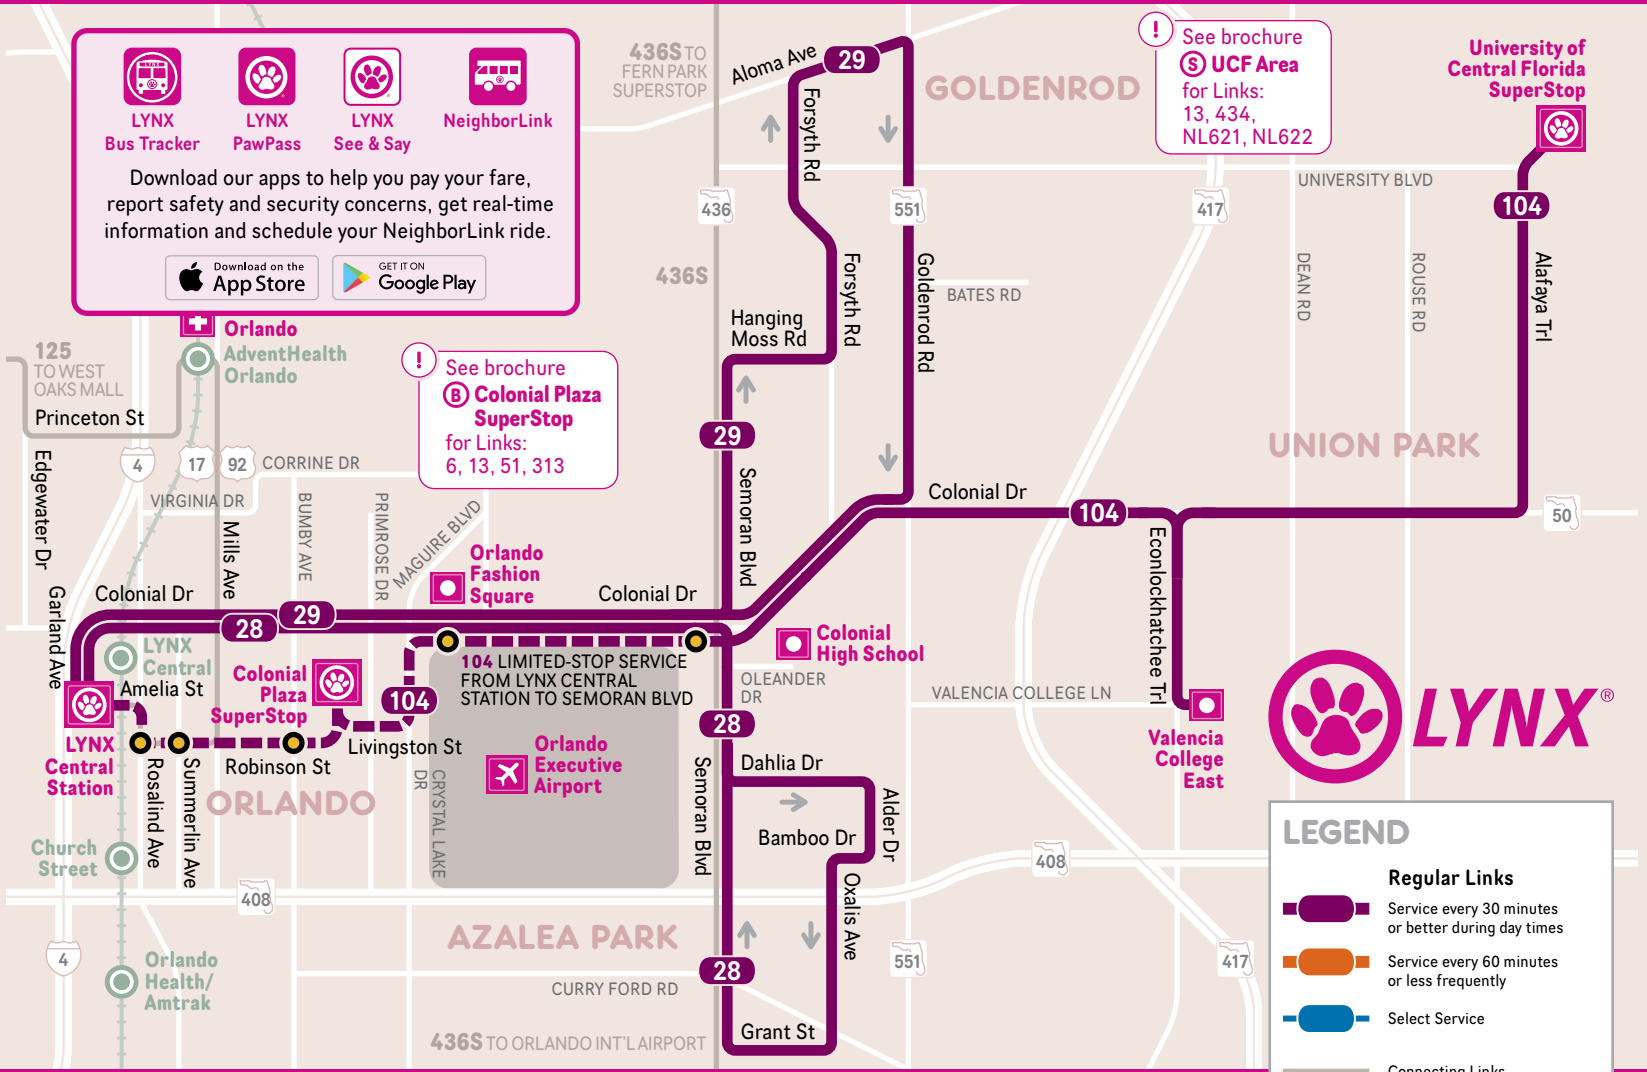 LYNX
Bus Tracker
LYNX
PawPass
LYNX
See & Say
NeighborLink
Download our apps to help you pay your fare,
report safety and security concerns, get real-time
information and schedule your NeighborLink ride.
Download on the
App Store
GET IT ON
Google Play
436S TO
FERN PARK
SUPERSTOP
Aloma Ave
29
GOLDENROD
!
See brochure
S UCF Area
for Links:
13, 434,
NL621, NL622
University of
Central Florida
SuperStop
Forsyth Rd
UNIVERSITY BLVD
436
551
417
104
436S
Forsyth Rd
Goldenrod Rd
BATES RD
DEAN RD
ROUSE RD
Alafaya Trl
Hanging
Moss Rd
Orlando
AdventHealth
Orlando
125
TO WEST
OAKS MALL
Princeton St
!
See brochure
B Colonial Plaza
SuperStop
for Links:
6, 13, 51, 313
29
UNION PARK
4
17
92
CORRINE DR
VIRGINIA DR
Edgewater Dr
Mills Ave
BUMBY AVE
PRIMROSE DR
MAGUIRE BLVD
Semoran Blvd
Colonial Dr
104
50
Econlockhatchee Trl
Orlando
Fashion
Square
Garland Ave
Colonial Dr
Colonial Dr
29
28
LYNX
Central
Amelia St
Colonial
Plaza
SuperStop
104
104 LIMITED-STOP SERVICE
FROM LYNX CENTRAL
STATION TO SEMORAN BLVD
Colonial
High School
OLEANDER
DR
VALENCIA COLLEGE LN
28
LYNX®
LYNX
Central
Station
Rosalind Ave
Summerlin Ave
Robinson St
Livingston St
CRYSTAL LAKE
DR
Orlando
Executive
Airport
Semoran Blvd
Dahlia Dr
Valencia
College
East
ORLANDO
Alder Dr
Bamboo Dr
Church
Street
408
408
Oxalis Ave
AZALEA PARK
4
Orlando
Health/
Amtrak
28
551
417
CURRY FORD RD
Grant St
436S TO ORLANDO INT'L AIRPORT
LEGEND
Regular Links
Service every 30 minutes
or better during day times
Service every 60 minutes
or less frequently
Select Service
Connecting Links